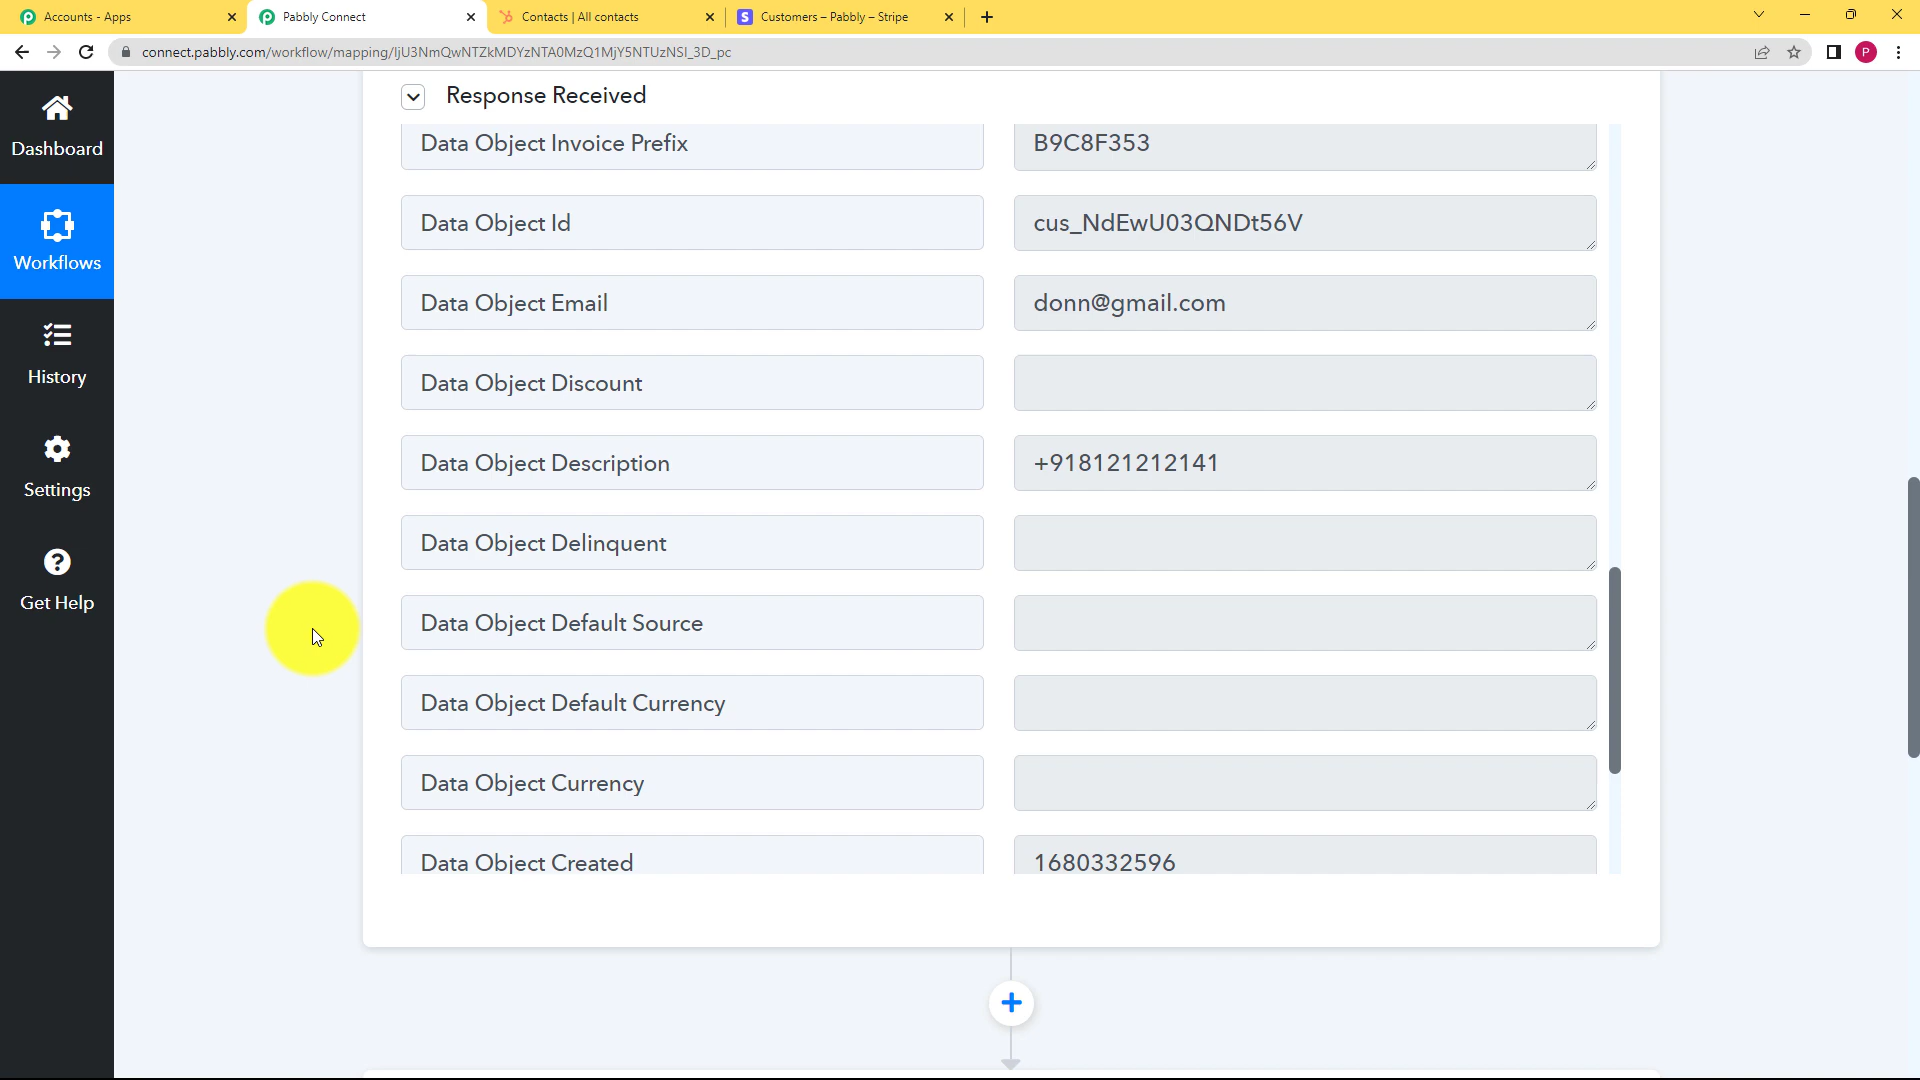 Accounts - Apps
Pabbly Connect
Contacts | All contacts
S
Customers – Pabbly – Stripe
connect.pabbly.com/workflow/mapping/IjU3NmQwNTZkMDYzNTA0MzQ1MjY5NTUzNSI_3D_pc
P
Response Received
Data Object Invoice Prefix
B9C8F353
Dashboard
Data Object Id
cus_NdEwU03QNDt56V
Workflows
Data Object Email
donn@gmail.com
History
Data Object Discount
Data Object Description
+918121212141
Settings
Data Object Delinquent
Get Help
Data Object Default Source
Data Object Default Currency
Data Object Currency
Data Object Created
1680332596